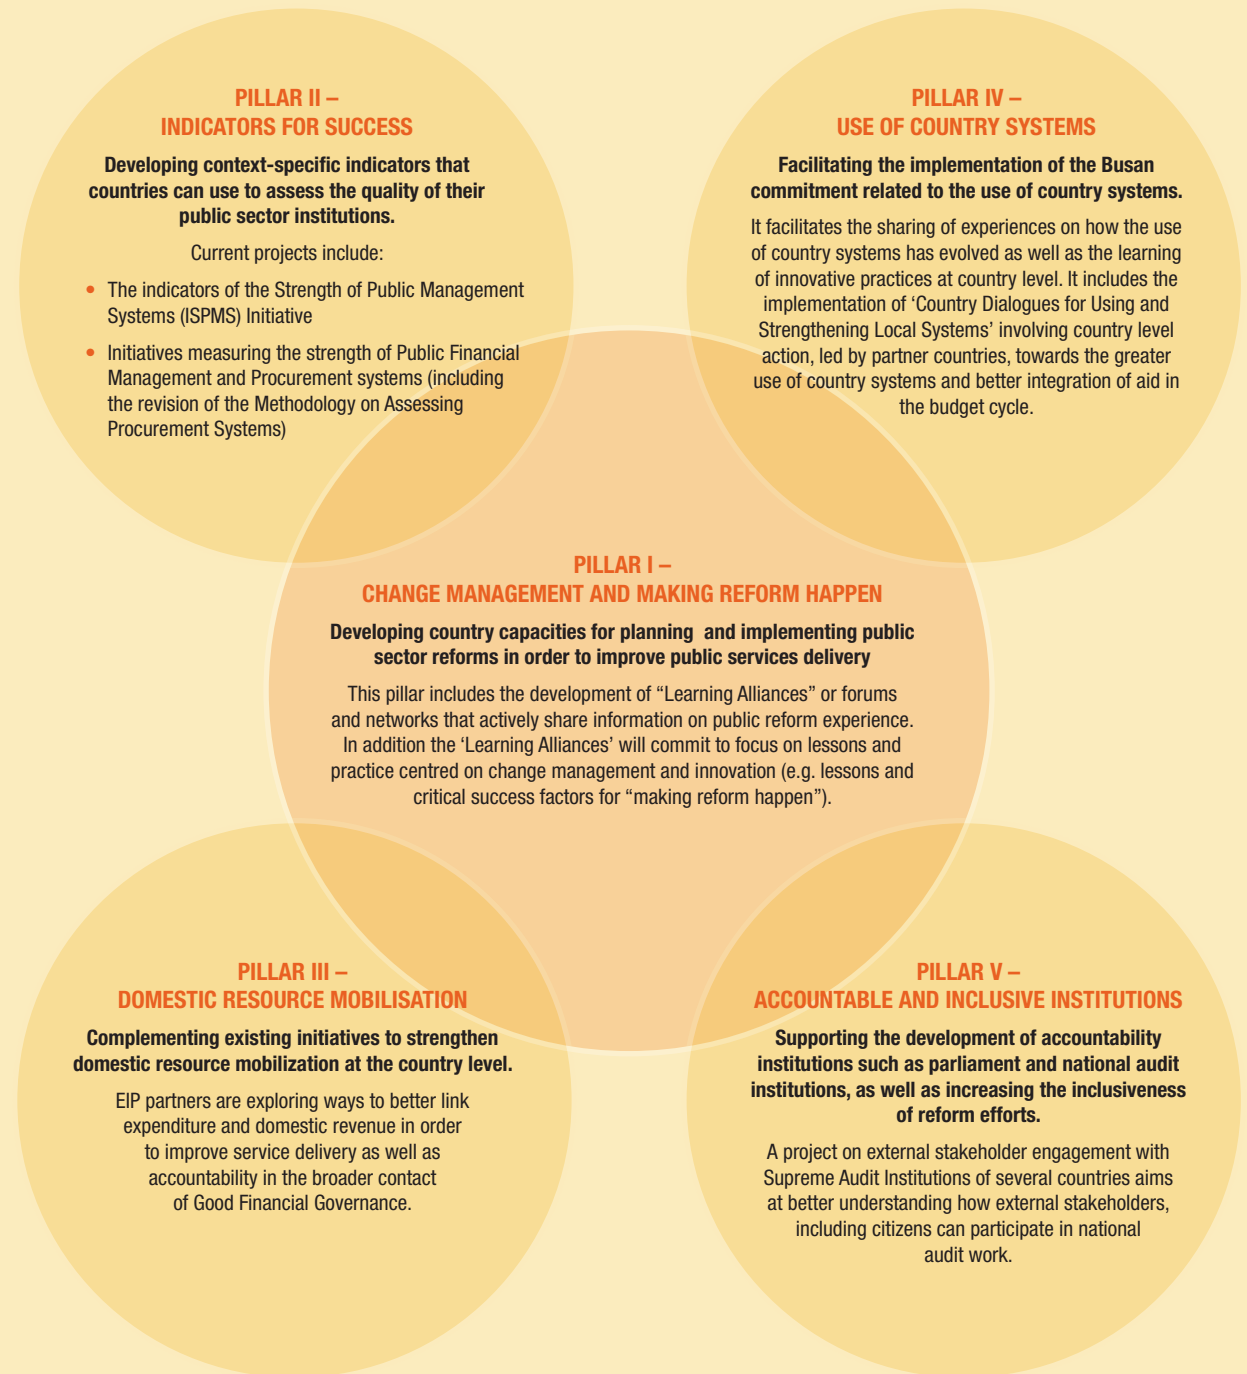 PILLAR II –
INDICATORS FOR SUCCESS
Developing context-specific indicators that
countries can use to assess the quality of their
public sector institutions.
Current projects include:
• The indicators of the Strength of Public Management
Systems (ISPMS) Initiative
• Initiatives measuring the strength of Public Financial
Management and Procurement systems (including
the revision of the Methodology on Assessing
Procurement Systems)
PILLAR IV –
USE OF COUNTRY SYSTEMS
Facilitating the implementation of the Busan
commitment related to the use of country systems.
It facilitates the sharing of experiences on how the use
of country systems has evolved as well as the learning
of innovative practices at country level. It includes the
implementation of ‘Country Dialogues for Using and
Strengthening Local Systems’ involving country level
action, led by partner countries, towards the greater
use of country systems and better integration of aid in
the budget cycle.
PILLAR I –
CHANGE MANAGEMENT AND MAKING REFORM HAPPEN
Developing country capacities for planning and implementing public
sector reforms in order to improve public services delivery
This pillar includes the development of “Learning Alliances” or forums
and networks that actively share information on public reform experience.
In addition the ‘Learning Alliances’ will commit to focus on lessons and
practice centred on change management and innovation (e.g. lessons and
critical success factors for “making reform happen”).
PILLAR III –
DOMESTIC RESOURCE MOBILISATION
Complementing existing initiatives to strengthen
domestic resource mobilization at the country level.
EIP partners are exploring ways to better link
expenditure and domestic revenue in order
to improve service delivery as well as
accountability in the broader contact
of Good Financial Governance.
PILLAR V –
ACCOUNTABLE AND INCLUSIVE INSTITUTIONS
Supporting the development of accountability
institutions such as parliament and national audit
institutions, as well as increasing the inclusiveness
of reform efforts.
A project on external stakeholder engagement with
Supreme Audit Institutions of several countries aims
at better understanding how external stakeholders,
including citizens can participate in national
audit work.